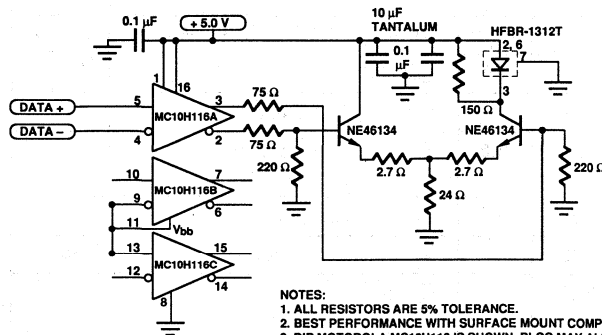 0.1 μF
+ 5.0 V
10 μF
TANTALUM
HFBR-1312T
0.1
μF
2, 6
7
1
16
3
DATA +
5
MC10H116A
3
75 Ω
150 Ω
DATA –
4
2
75 Ω
NE46134
NE46134
220 Ω
2.7 Ω
2.7 Ω
220 Ω
10
MC10H116B
7
9
6
24 Ω
11
Vbb
13
MC10H116C
15
12
14
8
NOTES:
1. ALL RESISTORS ARE 5% TOLERANCE.
2. BEST PERFORMANCE WITH SURFACE MOUNT COMP